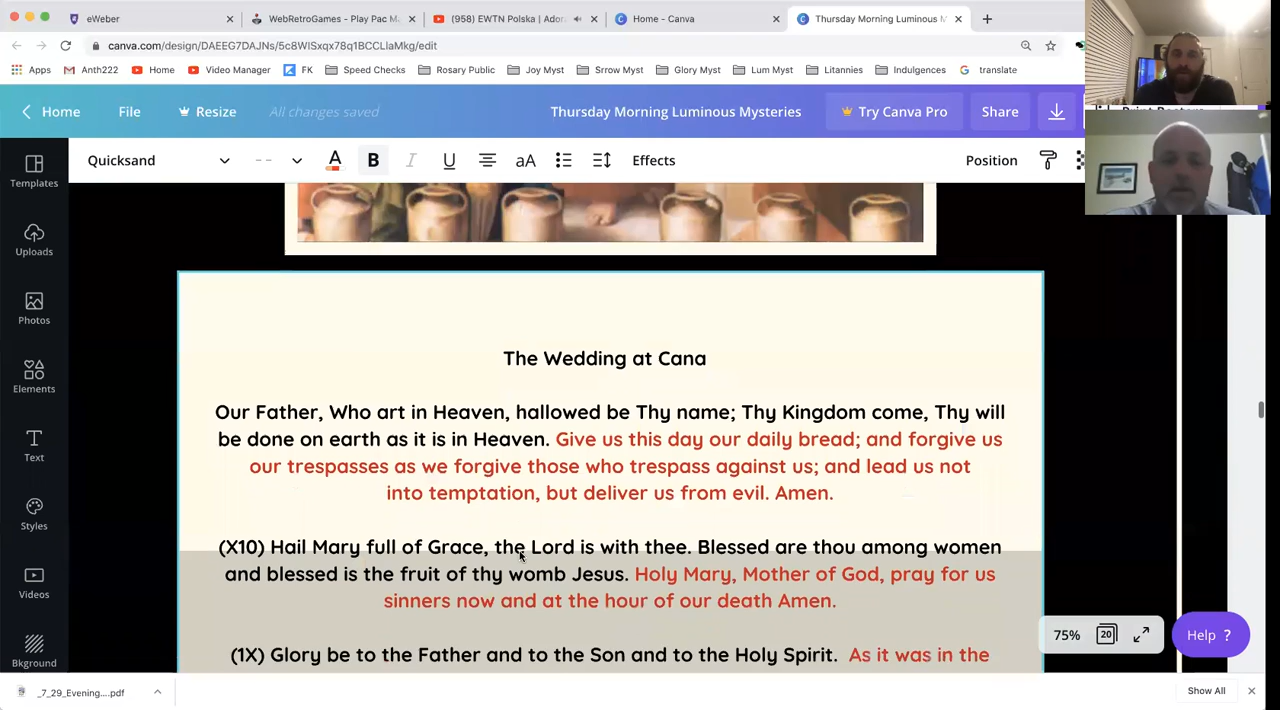 eWeber
WebRetroGames - Play Pac M
(958) EWTN Polska | Ador
Home - Canva
Thursday Morning Luminous M
canva.com/design/DAEEG7DAJNs/5c8WISxqx78q1BCCLlaMkg/edit
Apps
Anth222
Home
Video Manager
FK
Speed Checks
Rosary Public
Joy Myst
Srrow Myst
Glory Myst
Lum Myst
Litannies
Indulgences
translate
Home
File
Resize
All changes saved
Thursday Morning Luminous Mysteries
Try Canva Pro
Share
Quicksand
--
A
B
I
U
aA
Effects
Position
Templates
Uploads
Photos
Elements
Text
Styles
Videos
Bkground
The Wedding at Cana
Our Father, Who art in Heaven, hallowed be Thy name; Thy Kingdom come, Thy will
be done on earth as it is in Heaven. Give us this day our daily bread; and forgive us
our trespasses as we forgive those who trespass against us; and lead us not
into temptation, but deliver us from evil. Amen.
(X10) Hail Mary full of Grace, the Lord is with thee. Blessed are thou among women
and blessed is the fruit of thy womb Jesus. Holy Mary, Mother of God, pray for us
sinners now and at the hour of our death Amen.
(1X) Glory be to the Father and to the Son and to the Holy Spirit. As it was in the
75%
20
Help ?
_7_29_Evening....pdf
Show All